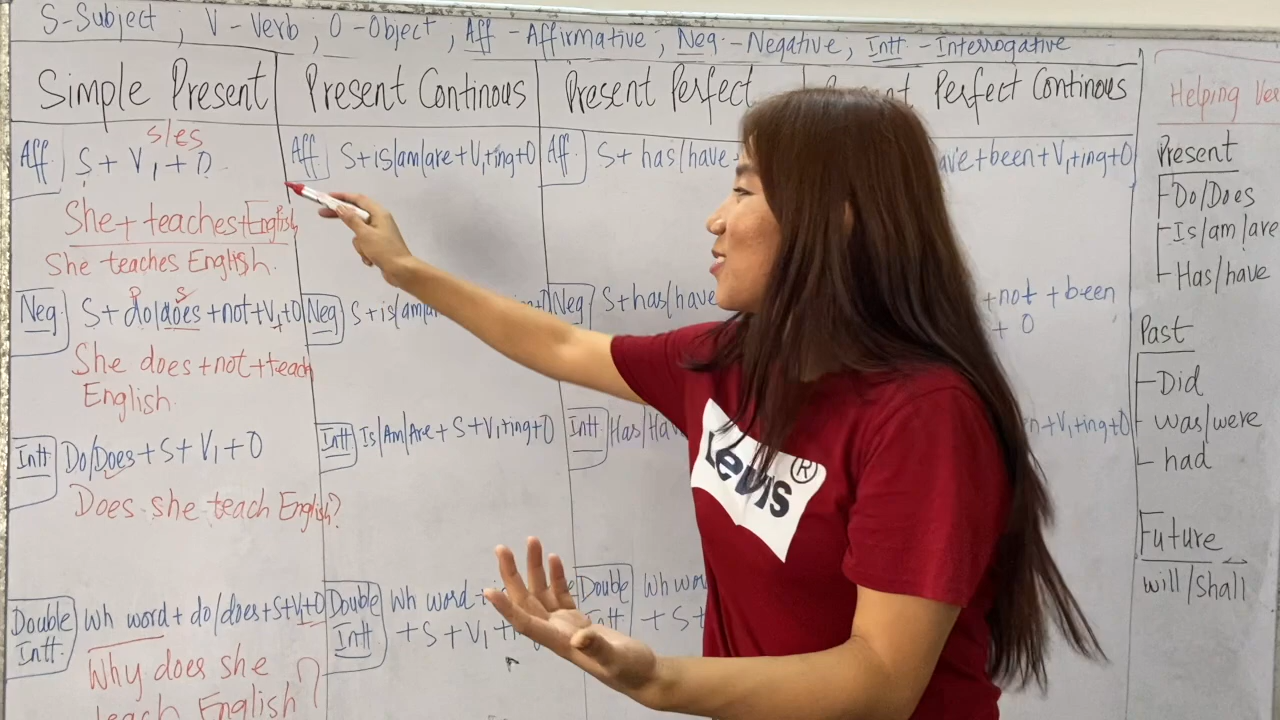 S-Subject , V-Verb , O-Object , Aff - Affirmative , Neg - Negative , Intt - Interrogative
Simple Present
s/es
Aff S + V1 + O
She + teaches + English
She teaches English.
P S
Neg S + do/does + not + V1 + O
She does + not + teach
English.
Intt Do/Does + S + V1 + O
Does she teach English?
Double Intt. Wh word + do/does + S + V1 + O
Why does she
teach English?
Present Continous
Aff S + is/am/are + V1 + ing + O
Neg S + is/am/
Intt Is/Am/Are + S + V1 + ing + O
Double Intt Wh word +
+ S + V1 +
Present Perfect
Aff S + has/have
Neg S + has/have
Intt Has/Have
Double Intt Wh wor
+ S +
Perfect Continous
ave + been + V1 + ing + O
+ not + been
+ O
n + V1 + ing + O
Helping Ver
Present
Do/Does
Is/am/are
Has/have
Past
Did
was/were
had
Future
will/shall
Levi's ®